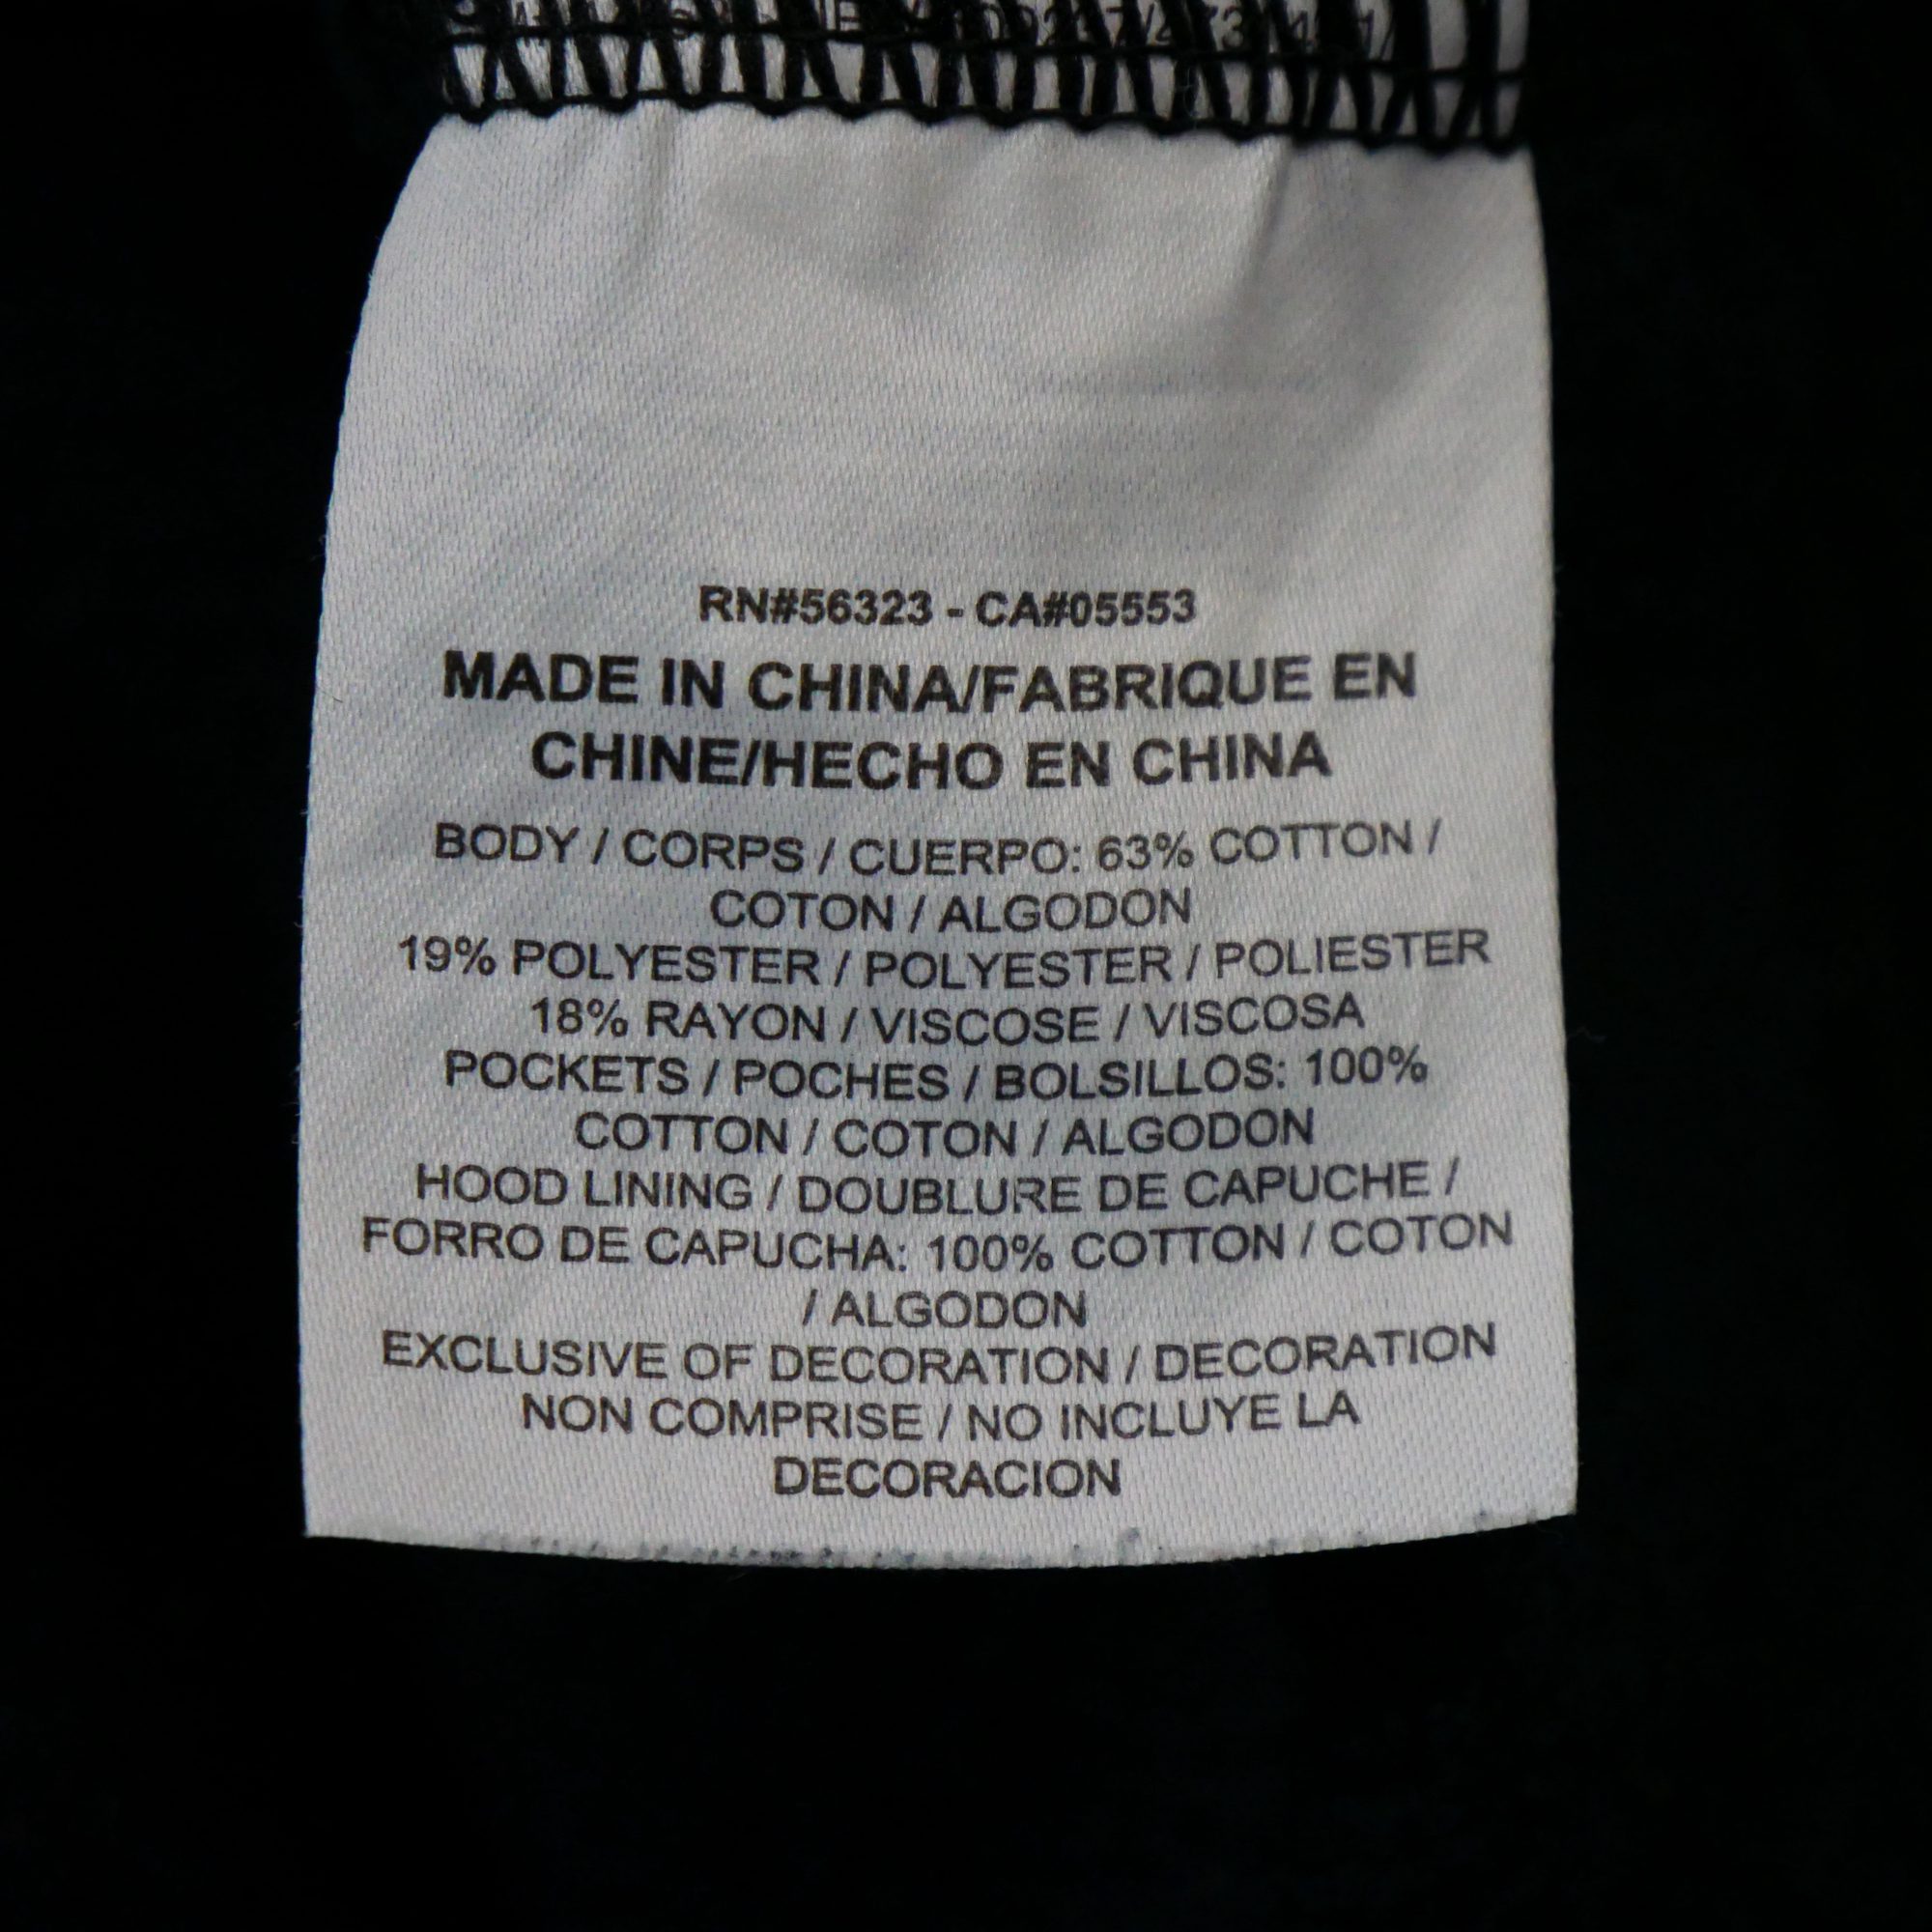 RN#56323 - CA#05553
MADE IN CHINA/FABRIQUE EN
CHINE/HECHO EN CHINA
BODY / CORPS / CUERPO: 63% COTTON /
COTON / ALGODON
19% POLYESTER / POLYESTER / POLIESTER
18% RAYON / VISCOSE / VISCOSA
POCKETS / POCHES / BOLSILLOS: 100%
COTTON / COTON / ALGODON
HOOD LINING / DOUBLURE DE CAPUCHE /
FORRO DE CAPUCHA: 100% COTTON / COTON
/ ALGODON
EXCLUSIVE OF DECORATION / DECORATION
NON COMPRISE / NO INCLUYE LA
DECORACION